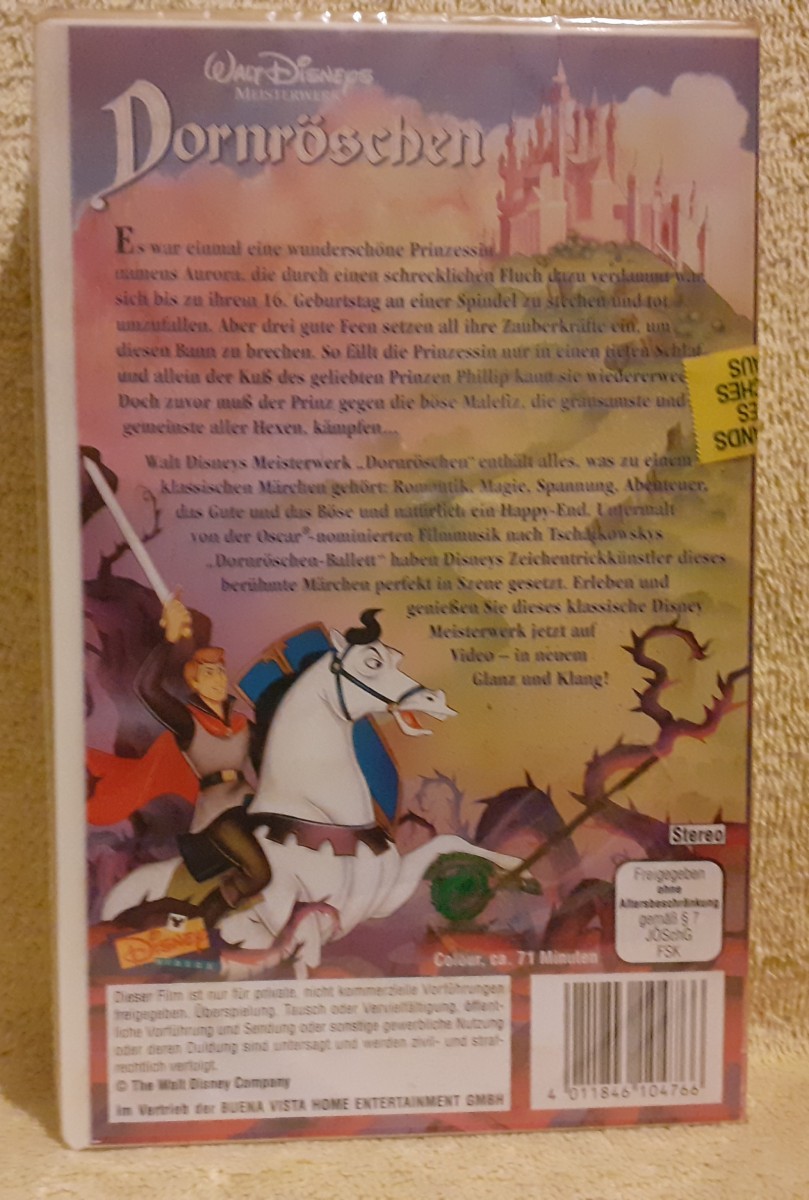 WALT DISNEYS
MEISTERWERK
Dornröschen
Es war einmal eine wunderschöne Prinzessin
namens Aurora, die durch einen schrecklichen Fluch dazu verdammt war,
sich bis zu ihrem 16. Geburtstag an einer Spindel zu stechen und tot
umzufallen. Aber drei gute Feen setzen all ihre Zauberkräfte ein, um
diesen Bann zu brechen. So fällt die Prinzessin nur in einen tiefen Schlaf
und allein der Kuß des geliebten Prinzen Phillip kann sie
Doch zuvor muß der Prinz gegen die böse Malefiz, die grausamste und
gemeinste aller Hexen, kämpfen...
Walt Disneys Meisterwerk „Dornröschen“ enthält alles, was zu einem
klassischen Märchen gehört: Romantik, Magie, Spannung, Abenteuer,
das Gute und das Böse und natürlich ein Happy-End. Untermalt
von der Oscar®-nominierten Filmmusik nach Tschaikowskys
„Dornröschen-Ballett“ haben Disneys Zeichentrickkünstler dieses
berühmte Märchen perfekt in Szene gesetzt. Erleben und
genießen Sie dieses klassische Disney
Meisterwerk jetzt auf
Video – in neuem
Glanz und Klang!
Stereo
Freigegeben
ohne
Altersbeschränkung
gemäß § 7
JÖSchG
FSK
DISNEY
Colour, ca. 71 Minuten
Dieser Film ist nur für private, nicht kommerzielle Vorführungen
freigegeben. Überspielung, Tausch oder Vervielfältigung, öffent-
liche Vorführung und Sendung oder sonstige gewerbliche Nutzung
oder deren Duldung sind untersagt und werden zivil- und straf-
rechtlich verfolgt.
© The Walt Disney Company
Im Vertrieb der BUENA VISTA HOME ENTERTAINMENT GMBH
4 011846 104766